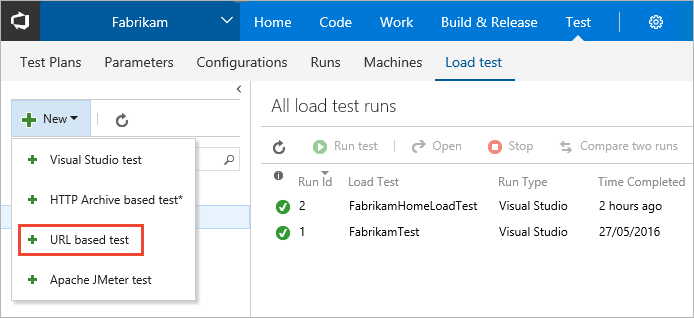 Fabrikam Home Code Work Build & Release Test
Test Plans Parameters Configurations Runs Machines Load test
New
Visual Studio test
HTTP Archive based test*
URL based test
Apache JMeter test
All load test runs
Run test Open Stop Compare two runs
Run Id Load Test Run Type Time Completed
2 FabrikamHomeLoadTest Visual Studio 2 hours ago
1 FabrikamTest Visual Studio 27/05/2016